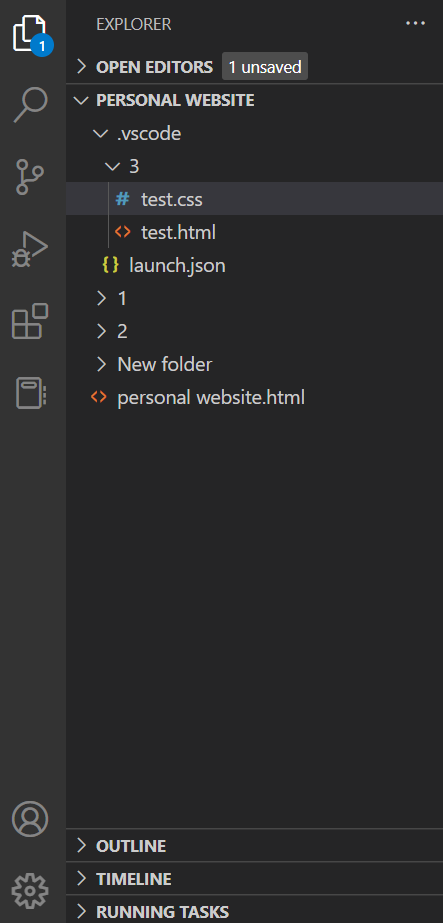 EXPLORER ···
1
OPEN EDITORS 1 unsaved
PERSONAL WEBSITE
.vscode
3
# test.css
<> test.html
{} launch.json
1
2
New folder
<> personal website.html
OUTLINE
TIMELINE
RUNNING TASKS